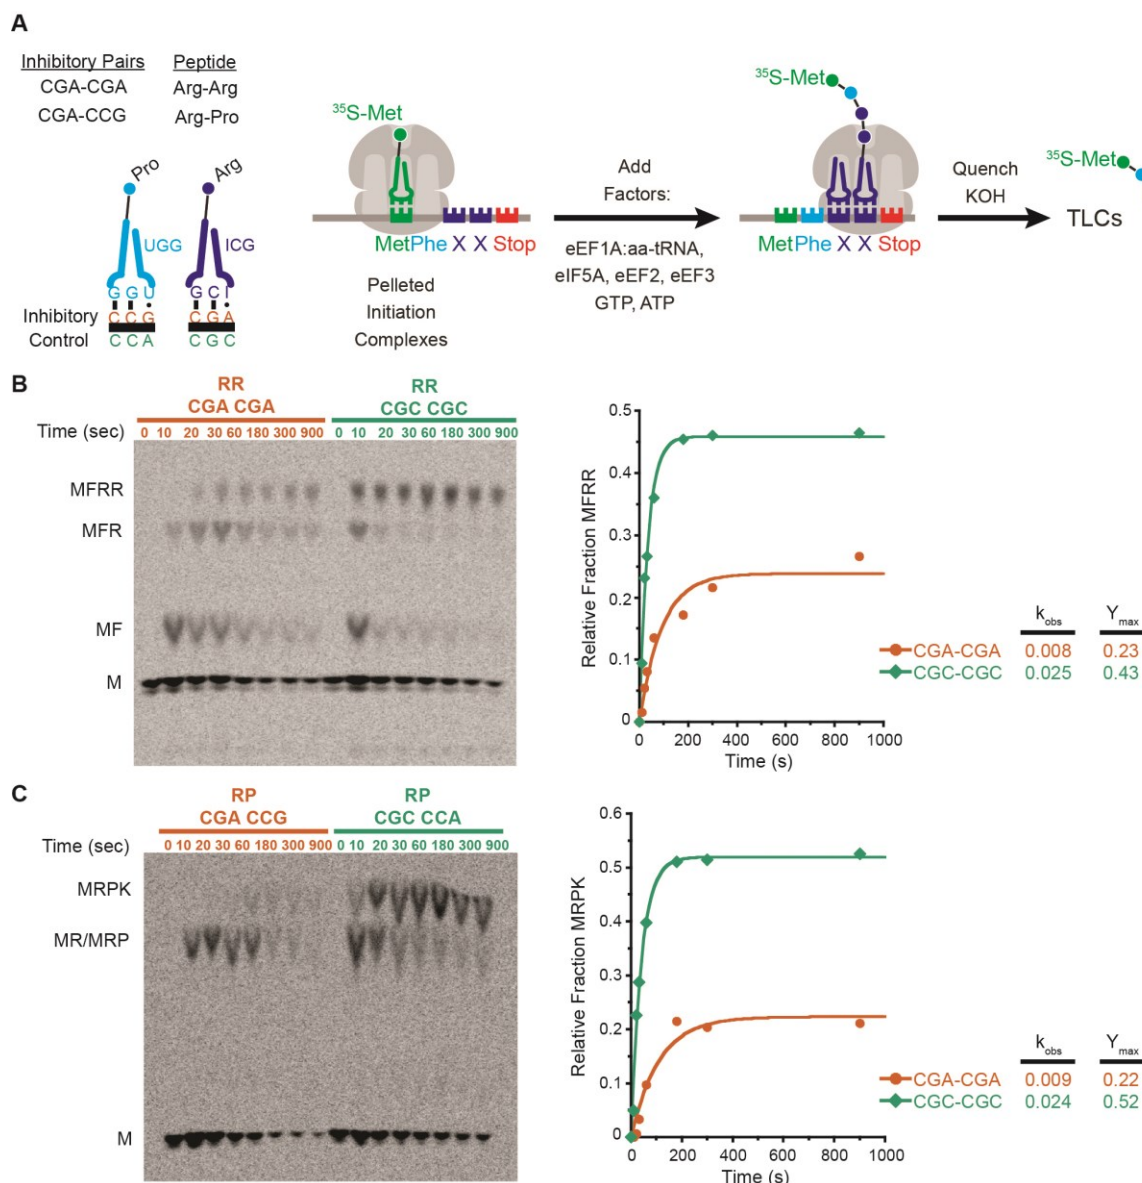 A
Inhibitory Pairs Peptide
CGA-CGA Arg-Arg
CGA-CCG Arg-Pro
Pro
Arg
UGG
ICG
G G U G C I
Inhibitory C C G C G A
Control C C A C G C
35S-Met
MetPhe X X Stop
Pelleted
Initiation
Complexes
Add
Factors:
eEF1A:aa-tRNA,
eIF5A, eEF2, eEF3
GTP, ATP
35S-Met
MetPhe X X Stop
Quench
KOH
35S-Met
TLCs
B
RR RR
CGA CGA CGC CGC
Time (sec) 0 10 20 30 60 180 300 900 0 10 20 30 60 180 300 900
MFRR
MFR
MF
M
Relative Fraction MFRR
0.5
0.4
0.3
0.2
0.1
0
0 200 400 600 800 1000
Time (s)
kobs Ymax
CGA-CGA 0.008 0.23
CGC-CGC 0.025 0.43
C
RP RP
CGA CCG CGC CCA
Time (sec) 0 10 20 30 60 180 300 900 0 10 20 30 60 180 300 900
MRPK
MR/MRP
M
Relative Fraction MRPK
0.6
0.5
0.4
0.3
0.2
0.1
0
0 200 400 600 800 1000
Time (s)
kobs Ymax
CGA-CGA 0.009 0.22
CGC-CGC 0.024 0.52